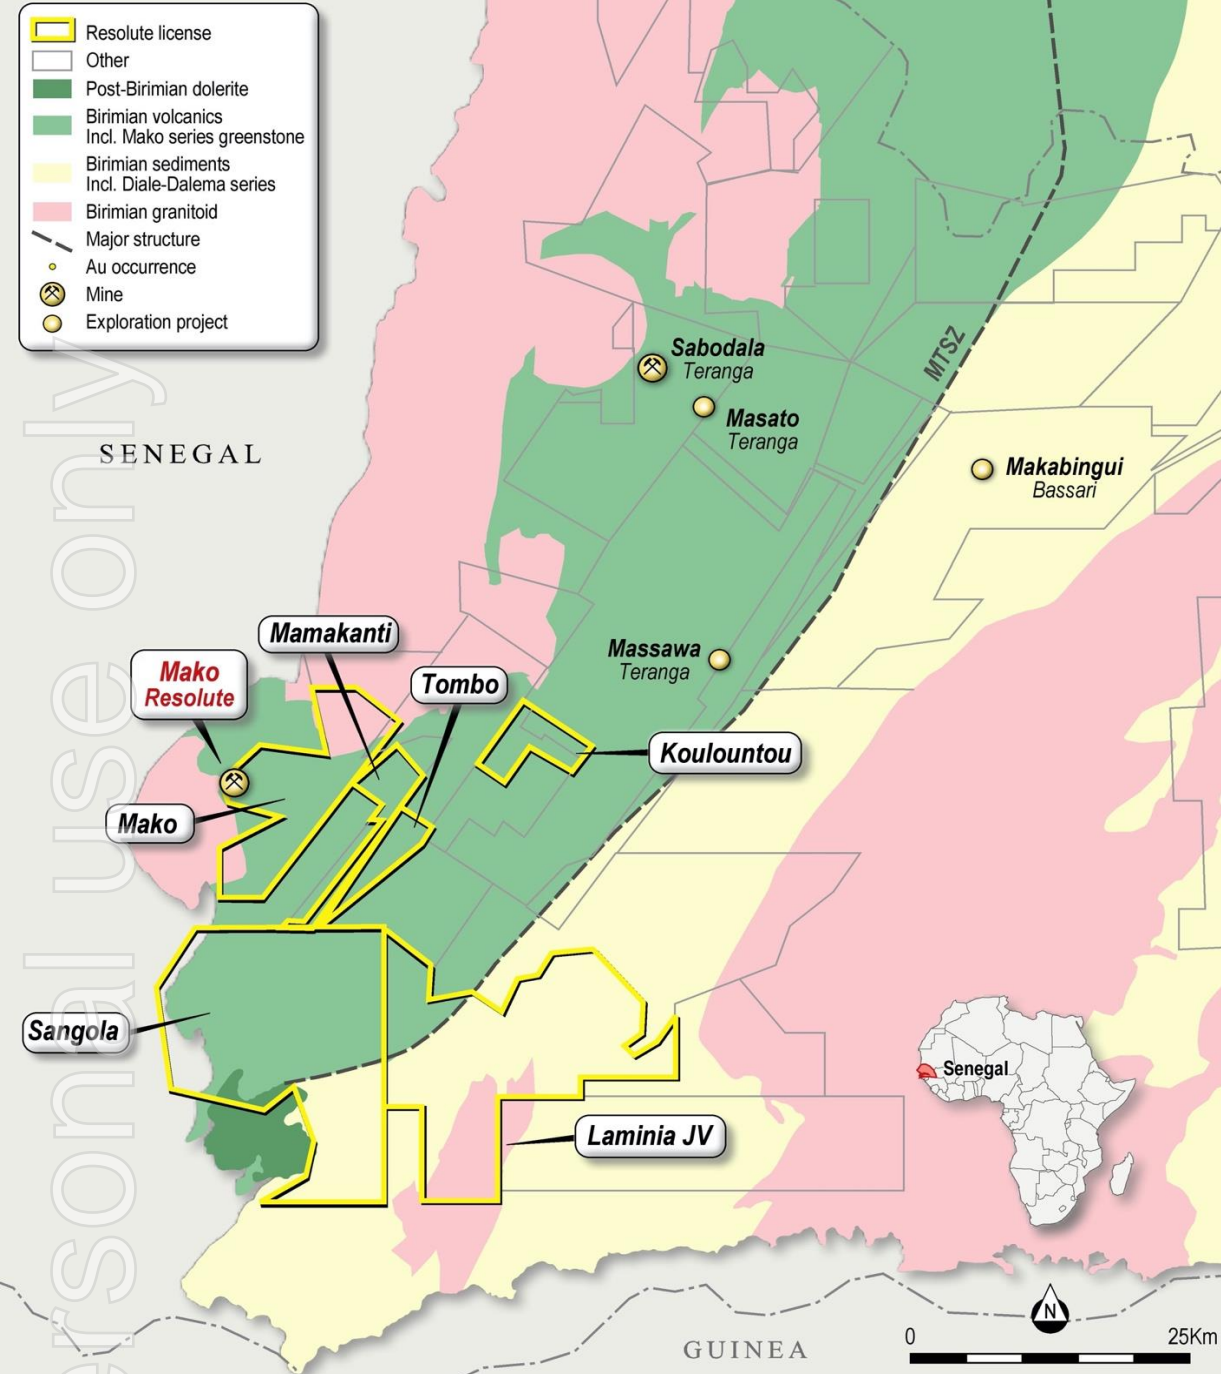 Resolute license
Other
Post-Birimian dolerite
Birimian volcanics
Incl. Mako series greenstone
Birimian sediments
Incl. Diale-Dalema series
Birimian granitoid
Major structure
Au occurrence
Mine
Exploration project
SENEGAL
Sabodala
Teranga
Masato
Teranga
MTSZ
Makabingui
Bassari
Mamakanti
Mako
Resolute
Tombo
Massawa
Teranga
Koulountou
Mako
Sangola
Laminia JV
Senegal
GUINEA
N
0 25Km
ersonal use only